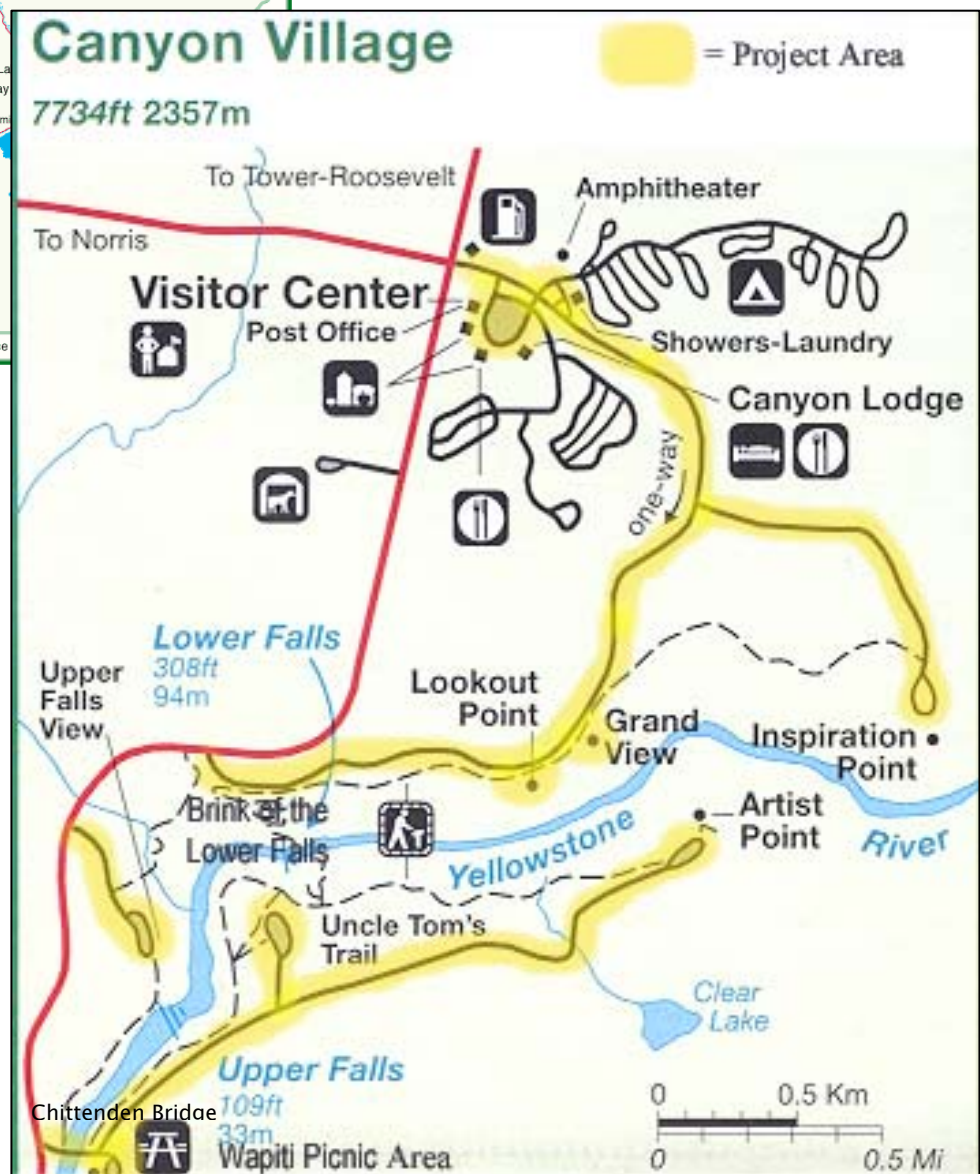 Canyon Village
= Project Area
7734ft 2357m
To Tower-Roosevelt
Amphitheater
To Norris
Visitor Center
Post Office
Showers-Laundry
Canyon Lodge
one-way
Lower Falls
308ft
94m
Upper
Falls
View
Lookout
Point
Grand
View
Inspiration
Point
Brink of the
Lower Falls
Artist
Point
Yellowstone
River
Uncle Tom's
Trail
Clear
Lake
Upper Falls
109ft
33m
Chittenden Bridge
Wapiti Picnic Area
0 0.5 Km
0 0.5 Mi